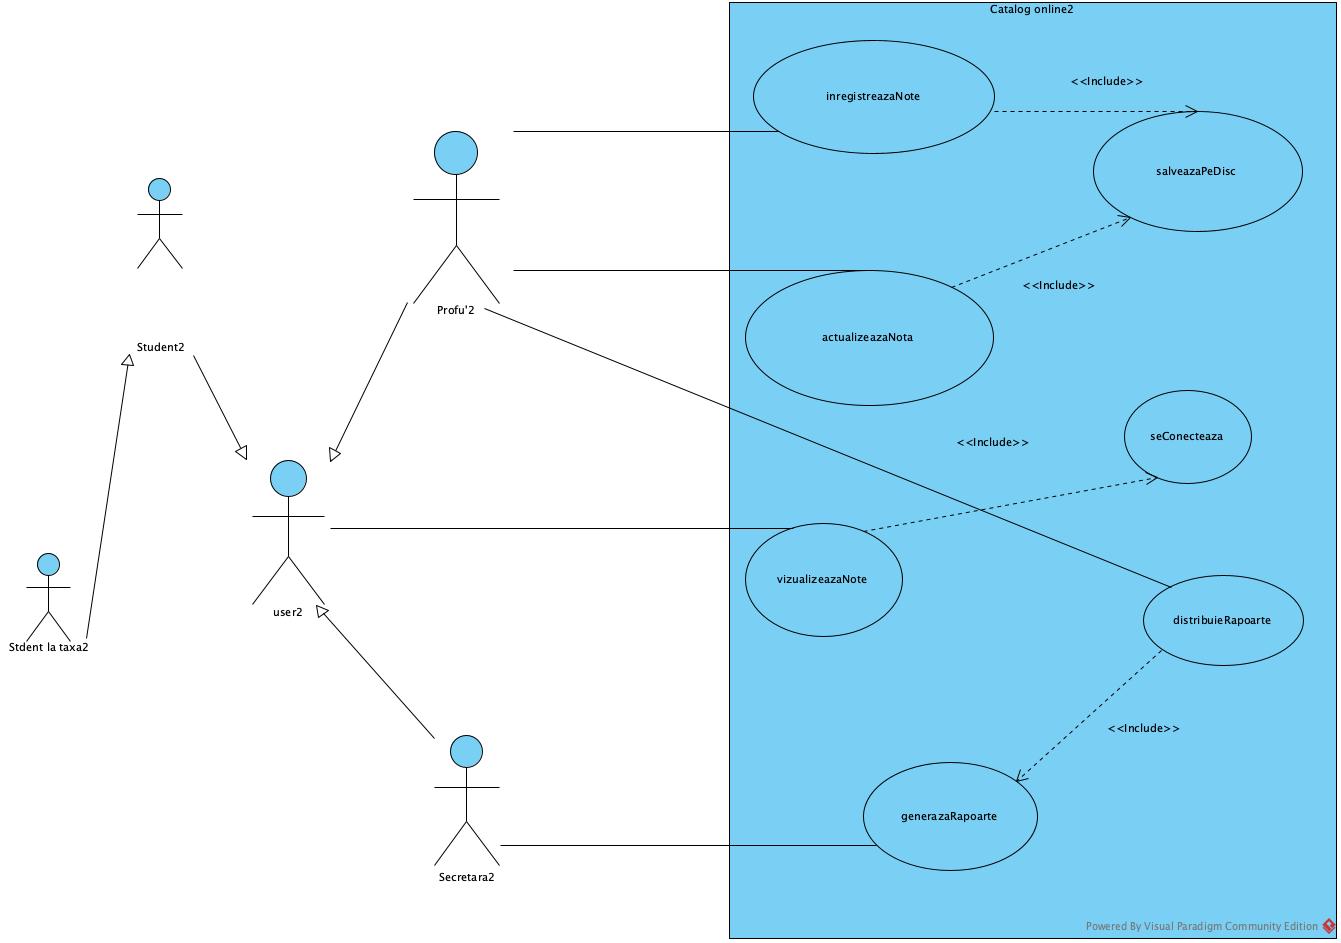 Catalog online2
<<Include>>
inregistreazaNote
salveazaPeDisc
<<Include>>
Profu'2
actualizeazaNota
Student2
<<Include>>
seConecteaza
vizualizeazaNote
user2
distribuieRapoarte
Stdent la taxa2
<<Include>>
generazaRapoarte
Secretara2
Powered By Visual Paradigm Community Edition